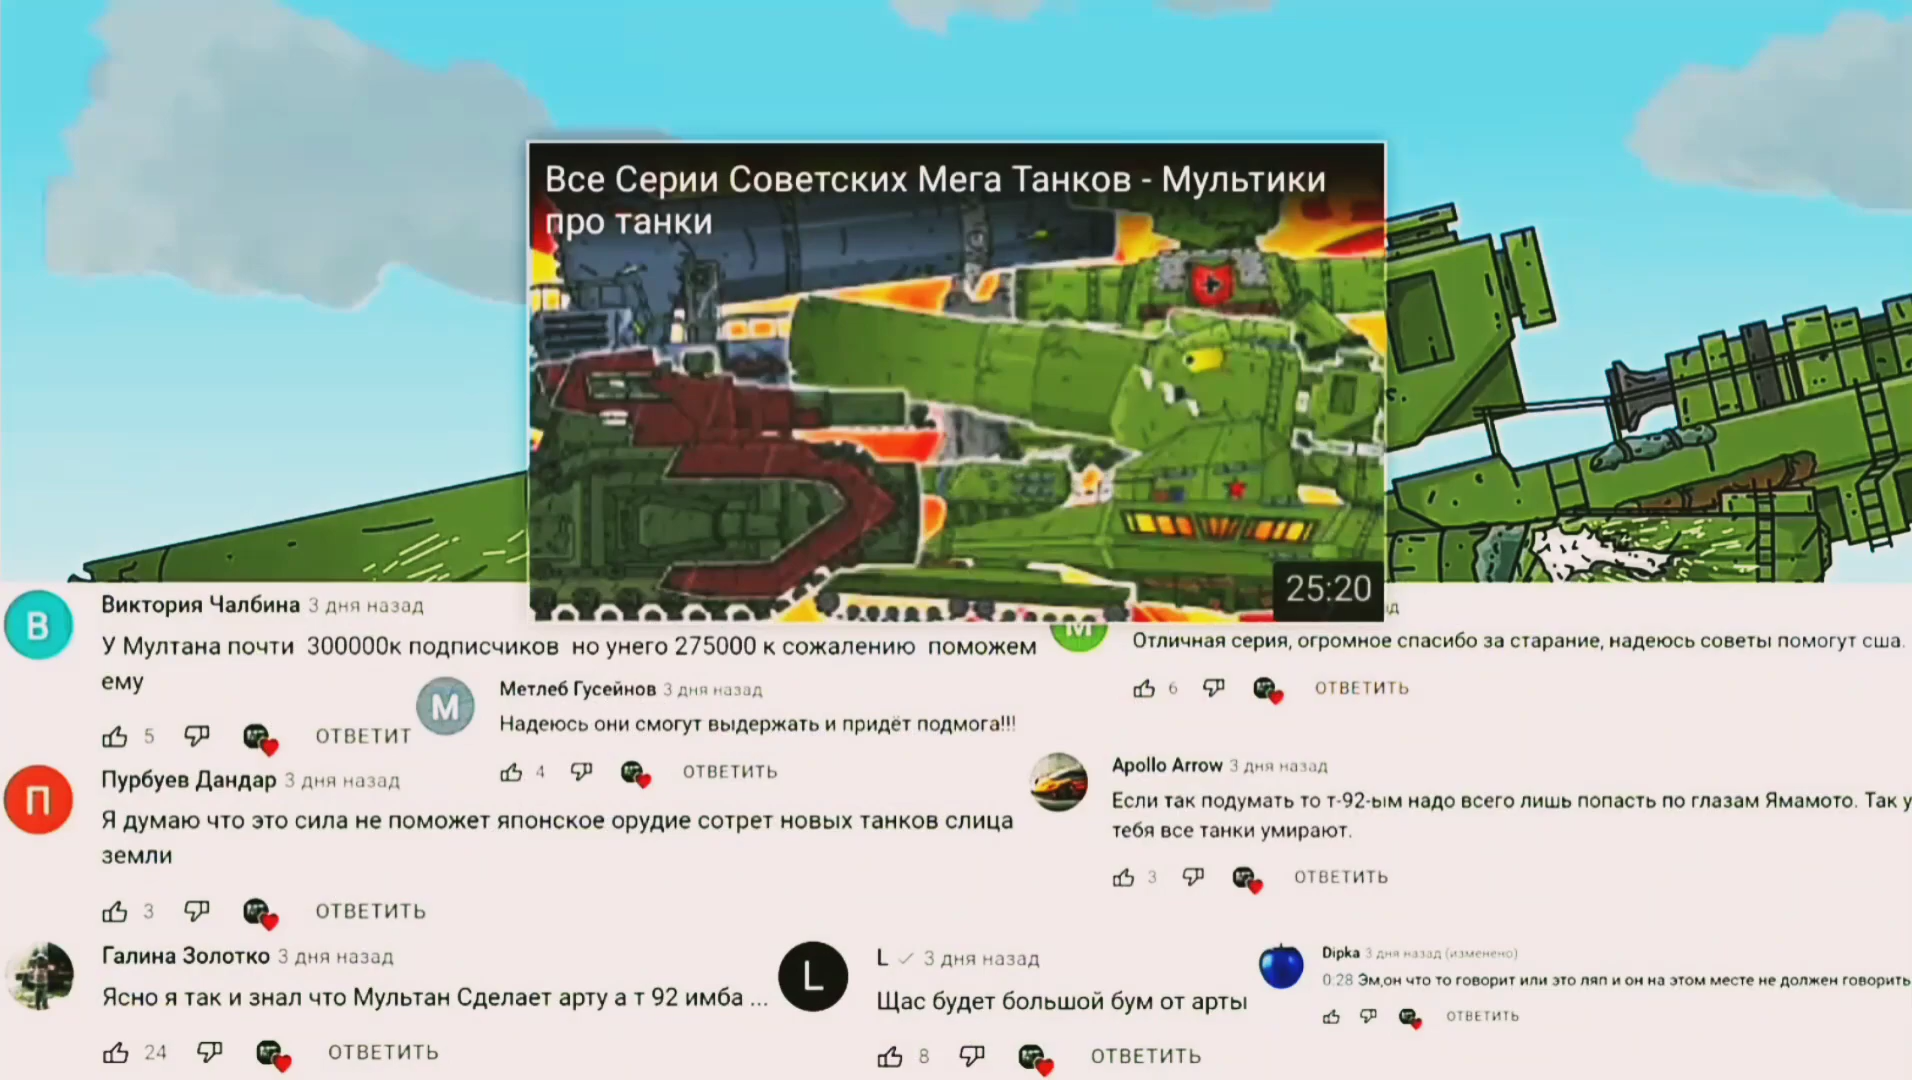 Все Серии Советских Мега Танков - Мультики
про танки
25:20
В
Виктория Чалбина 3 дня назад
У Мултана почти 300000к подписчиков но унего 275000 к сожалению поможем
ему
5
ОТВЕТИТ
М
Метлеб Гусейнов 3 дня назад
Надеюсь они смогут выдержать и придёт подмога!!!
4
ОТВЕТИТЬ
М
Отличная серия, огромное спасибо за старание, надеюсь советы помогут сша.
6
ОТВЕТИТЬ
П
Пурбуев Дандар 3 дня назад
Я думаю что это сила не поможет японское орудие сотрет новых танков слица
земли
3
ОТВЕТИТЬ
Apollo Arrow 3 дня назад
Если так подумать то т-92-ым надо всего лишь попасть по глазам Ямамото. Так у
тебя все танки умирают.
3
ОТВЕТИТЬ
Галина Золотко 3 дня назад
Ясно я так и знал что Мультан Сделает арту а т 92 имба ...
24
ОТВЕТИТЬ
L
L 3 дня назад
Щас будет большой бум от арты
8
ОТВЕТИТЬ
Dipka 3 дня назад (изменено)
0:28 Эм,он что то говорит или это ляп и он на этом месте не должен говорить
ОТВЕТИТЬ